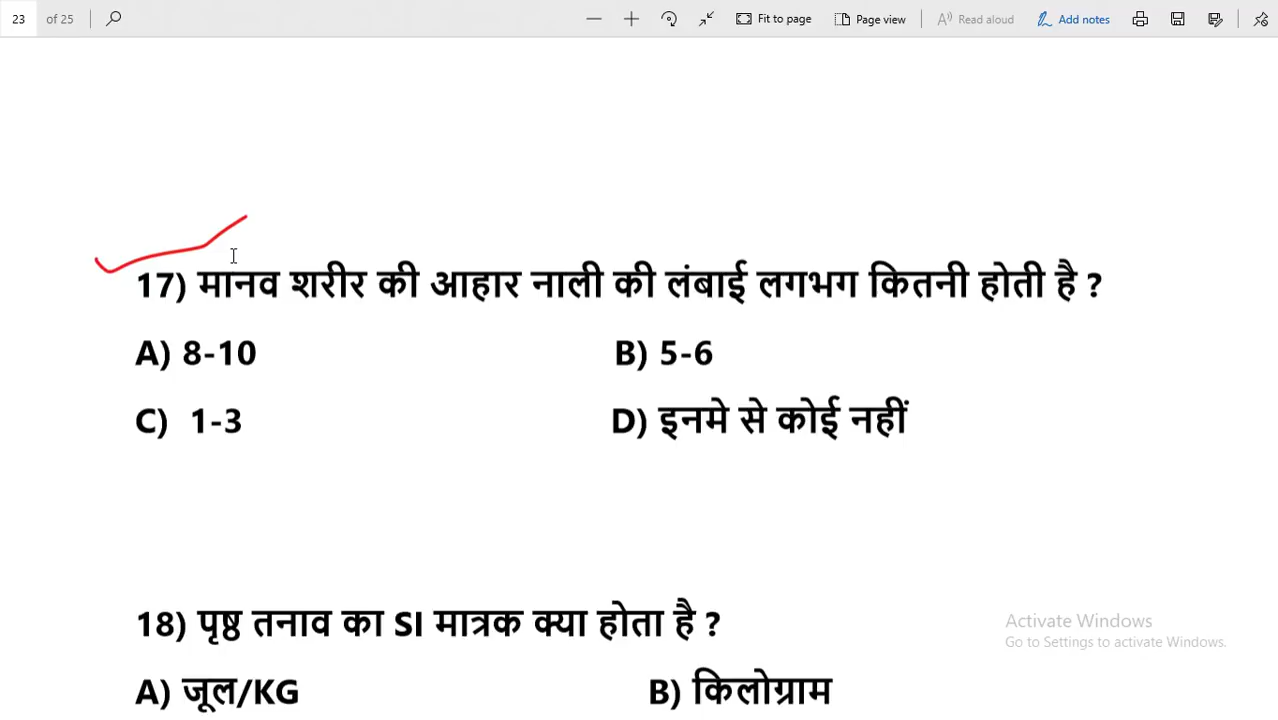 23 of 25 Fit to page Page view Read aloud Add notes
17) मानव शरीर की आहार नाली की लंबाई लगभग कितनी होती है ?
A) 8-10 B) 5-6
C) 1-3 D) इनमे से कोई नहीं
18) पृष्ठ तनाव का SI मात्रक क्या होता है ?
Activate Windows
Go to Settings to activate Windows.
A) जूल/KG B) किलोग्राम